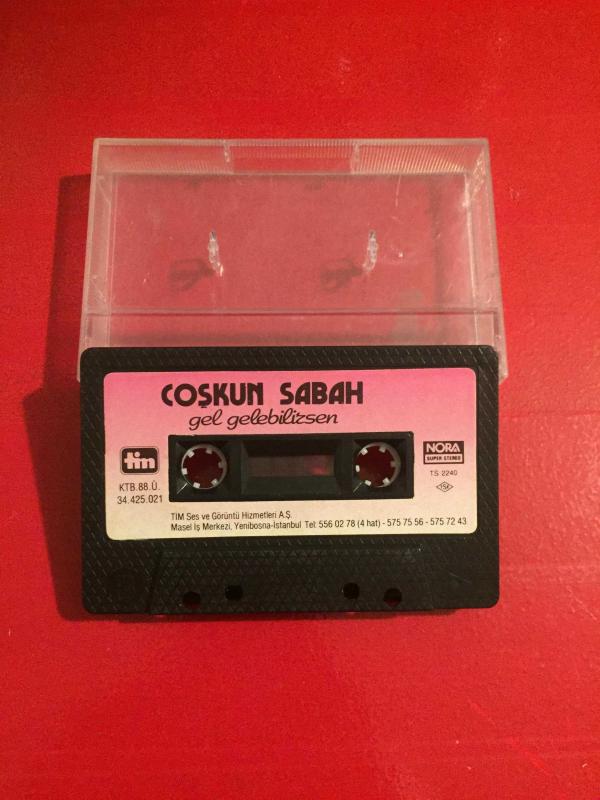 COŞKUN SABAH
gel gelebilirsen
tim
KTB.88.Ü.
34.425.021
NORA
SUPER STEREO
TS 2240
TSE
TİM Ses ve Görüntü Hizmetleri A.Ş.
Masel İş Merkezi, Yenibosna-İstanbul Tel: 556 02 78 (4 hat) - 575 75 56 - 575 72 43